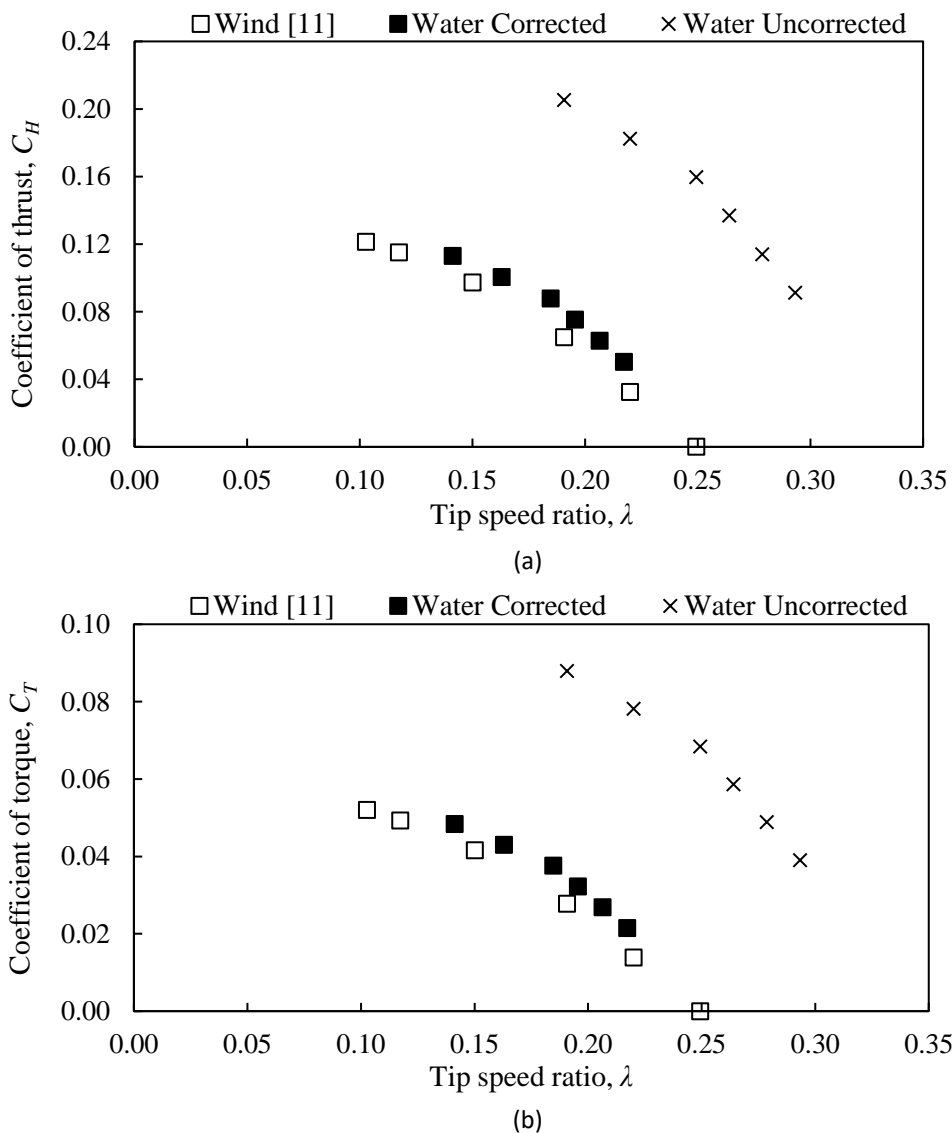 Wind [11] Water Corrected × Water Uncorrected
0.24
0.20
0.16
0.12
0.08
0.04
0.00
Coefficient of thrust, C_H
0.00 0.05 0.10 0.15 0.20 0.25 0.30 0.35
Tip speed ratio, λ
(a)
Wind [11] Water Corrected × Water Uncorrected
0.10
0.08
0.06
0.04
0.02
0.00
Coefficient of torque, C_T
0.00 0.05 0.10 0.15 0.20 0.25 0.30 0.35
Tip speed ratio, λ
(b)